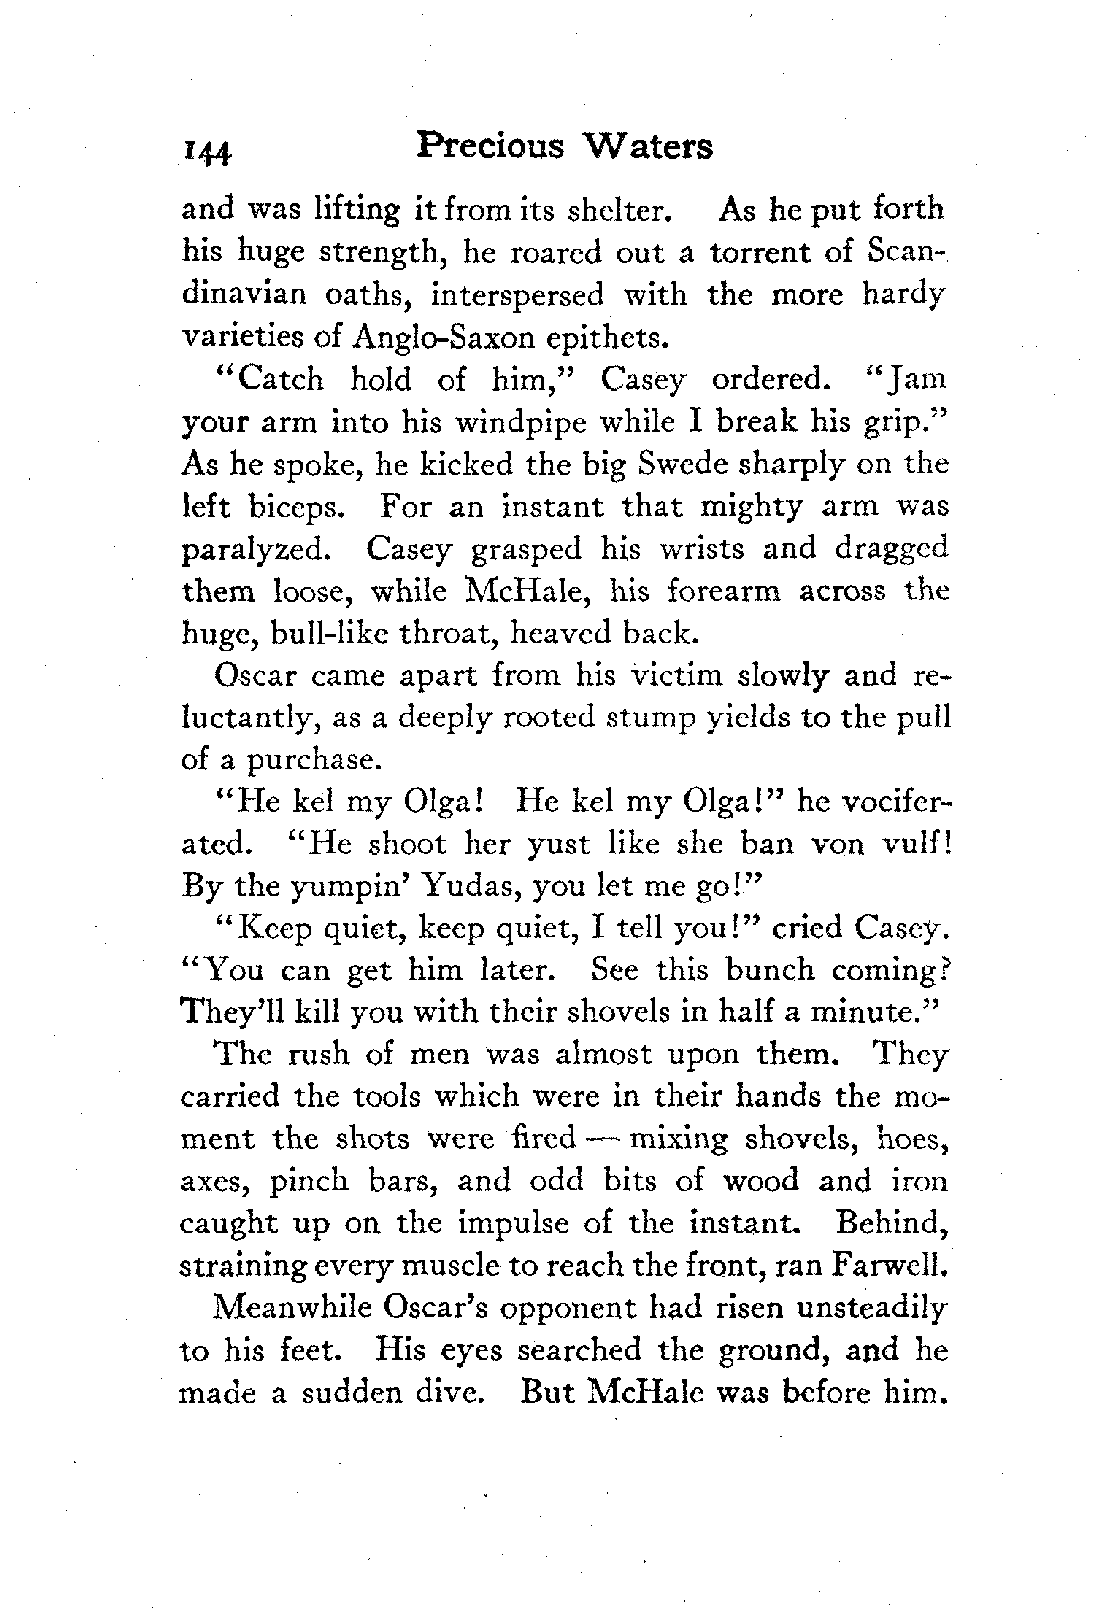 144 Precious Waters
and was lifting it from its shelter. As he put forth
his huge strength, he roared out a torrent of Scan-
dinavian oaths, interspersed with the more hardy
varieties of Anglo-Saxon epithets.
“Catch hold of him,” Casey ordered. “Jam
your arm into his windpipe while I break his grip.”
As he spoke, he kicked the big Swede sharply on the
left biceps. For an instant that mighty arm was
paralyzed. Casey grasped his wrists and dragged
them loose, while McHale, his forearm across the
huge, bull-like throat, heaved back.
Oscar came apart from his victim slowly and re-
luctantly, as a deeply rooted stump yields to the pull
of a purchase.
“He kel my Olga! He kel my Olga!” he vocifer-
ated. “He shoot her yust like she ban von vulf!
By the yumpin’ Yudas, you let me go!”
“Keep quiet, keep quiet, I tell you!” cried Casey.
“You can get him later. See this bunch coming?
They’ll kill you with their shovels in half a minute.”
The rush of men was almost upon them. They
carried the tools which were in their hands the mo-
ment the shots were fired — mixing shovels, hoes,
axes, pinch bars, and odd bits of wood and iron
caught up on the impulse of the instant. Behind,
straining every muscle to reach the front, ran Farwell.
Meanwhile Oscar’s opponent had risen unsteadily
to his feet. His eyes searched the ground, and he
made a sudden dive. But McHale was before him.